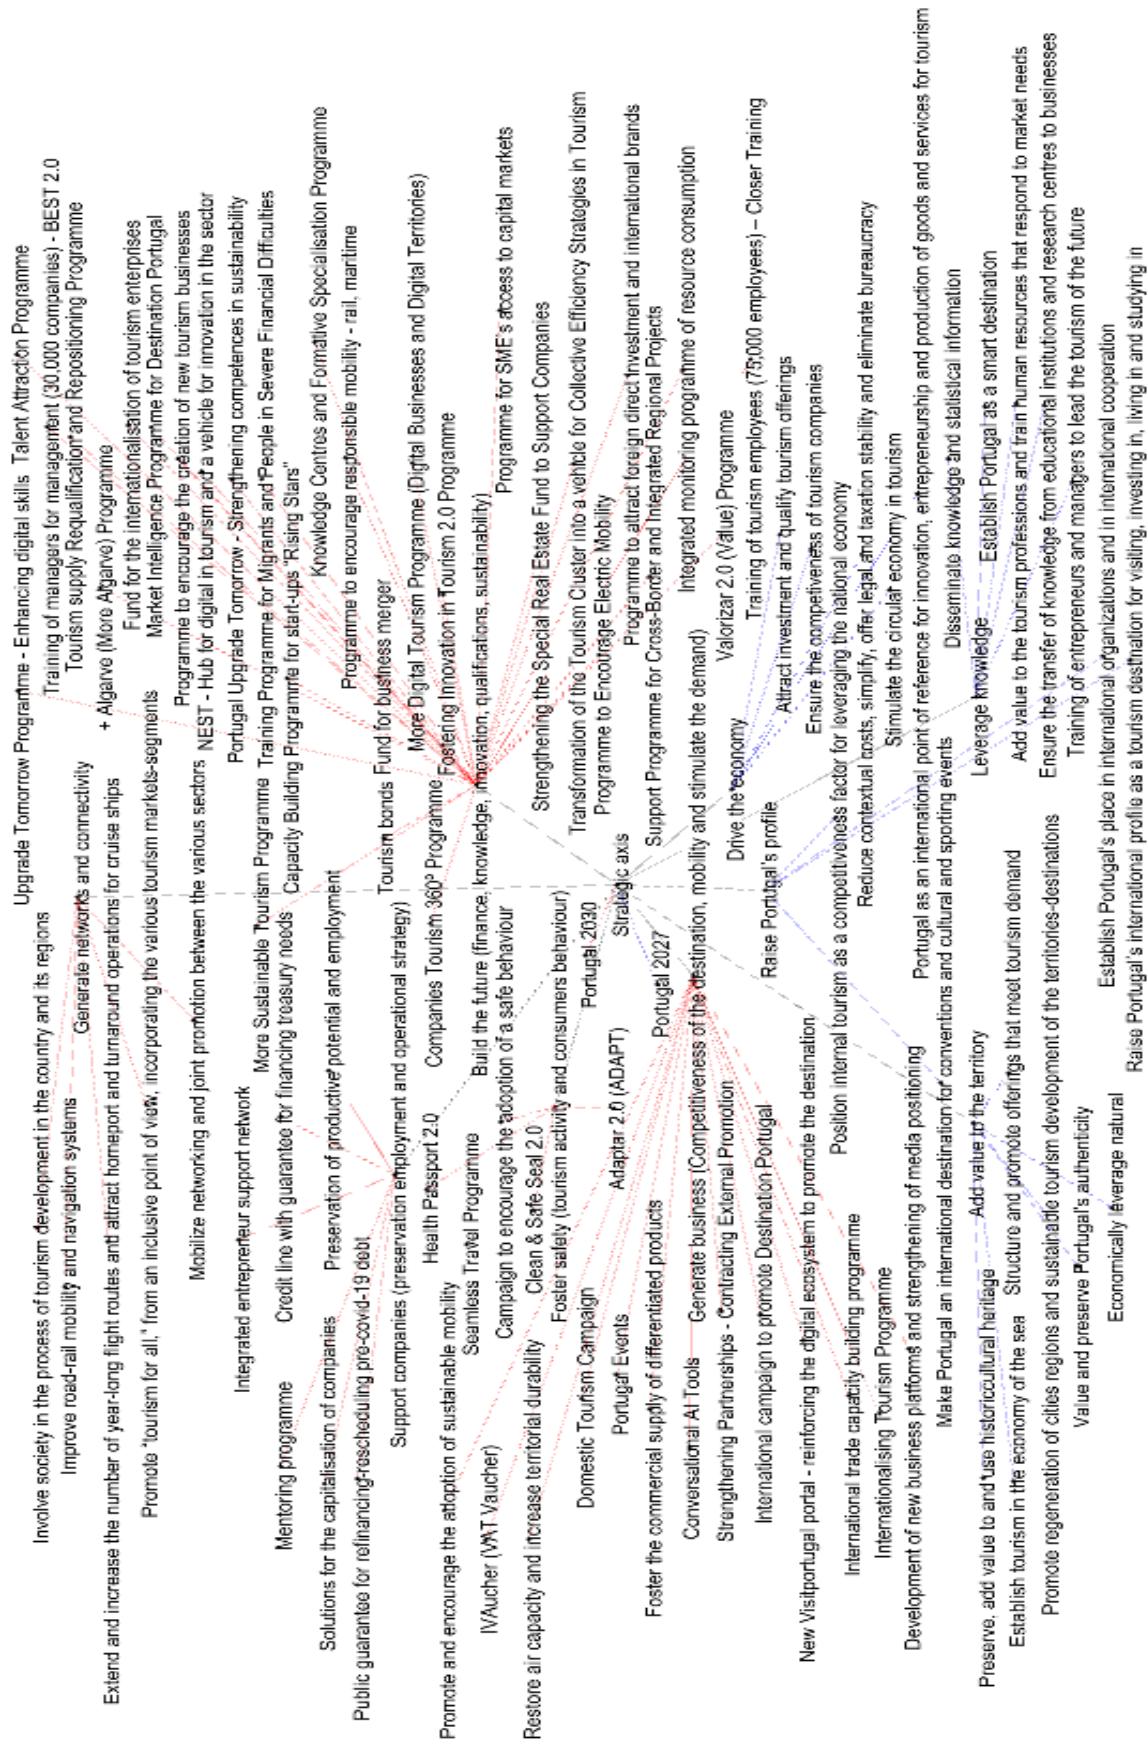 Upgrade Tomorrow Programme - Enhancing digital skills
Talent Attraction Programme
Involve society in the process of tourism development in the country and its regions
Training of managers for management (30,000 companies) - BEST 2.0
Improve road-rail mobility and navigation systems
Tourism supply Requalification and Repositioning Programme
Generate networks and connectivity
+ Algarve (More Algarve) Programme
Extend and increase the number of year-long flight routes and attract homeport and turnaround operations for cruise ships
Fund for the internationalisation of tourism enterprises
Promote "tourism for all," from an inclusive point of view, incorporating the various tourism markets-segments
Market Intelligence Programme for Destination Portugal
Programme to encourage the creation of new tourism businesses
Mobilize networking and joint promotion between the various sectors
NEST - Hub for digital in tourism and a vehicle for innovation in the sector
Portugal Upgrade Tomorrow - Strengthening competences in sustainability
Integrated entrepreneur support network
More Sustainable Tourism Programme
Training Programme for Migrants and People in Severe Financial Difficulties
Mentoring programme
Credit line with guarantee for financing treasury needs
Capacity Building Programme for start-ups "Rising Stars"
Knowledge Centres and Formative Specialisation Programme
Solutions for the capitalisation of companies
Preservation of productive potential and employment
Programme to encourage responsible mobility - rail, maritime
Public guarantee for refinancing-rescheduling pre-covid-19 debt
Tourism bonds
Fund for business merger
Support companies (preservation employment and operational strategy)
More Digital Tourism Programme (Digital Businesses and Digital Territories)
Health Passport 2.0
Companies Tourism 360º Programme
Fostering Innovation in Tourism 2.0 Programme
Promote and encourage the adoption of sustainable mobility
Seamless Travel Programme
Build the future (finance, knowledge, innovation, qualifications, sustainability)
IVAucher (VAT Vaucher)
Campaign to encourage the adoption of a safe behaviour
Programme for SME's access to capital markets
Restore air capacity and increase territorial durability
Clean & Safe Seal 2.0
Strengthening the Special Real Estate Fund to Support Companies
Foster safely (tourism activity and consumers behaviour)
Transformation of the Tourism Cluster into a vehicle for Collective Efficiency Strategies in Tourism
Domestic Tourism Campaign
Portugal 2030
Programme to Encourage Electric Mobility
Portugal Events
Adaptar 2.0 (ADAPT)
Strategic axis
Programme to attract foreign direct investment and international brands
Foster the commercial supply of differentiated products
Portugal 2027
Support Programme for Cross-Border and Integrated Regional Projects
Conversational AI Tools
Generate business (Competitiveness of the destination, mobility and stimulate the demand)
Integrated monitoring programme of resource consumption
Strengthening Partnerships - Contracting External Promotion
Valorizar 2.0 (Value) Programme
Drive the economy
Training of tourism employees (75,000 employees) – Closer Training
International campaign to promote Destination Portugal
Raise Portugal's profile
Attract investment and qualify tourism offerings
New Visitportugal portal - reinforcing the digital ecosystem to promote the destination
Ensure the competiveness of tourism companies
Position internal tourism as a competitiveness factor for leveraging the national economy
International trade capacity building programme
Reduce contextual costs, simplify, offer legal and taxation stability and eliminate bureaucracy
Internationalising Tourism Programme
Stimulate the circular economy in tourism
Development of new business platforms and strengthening of media positioning
Portugal as an international point of reference for innovation, entrepreneurship and production of goods and services for tourism
Make Portugal an international destination for conventions and cultural and sporting events
Disseminate knowledge and statistical information
Preserve, add value to and use historiccultural heritage
Add value to the territory
Leverage knowledge
Establish Portugal as a smart destination
Establish tourism in the economy of the sea
Structure and promote offerings that meet tourism demand
Add value to the tourism professions and train human resources that respond to market needs
Promote regeneration of cities regions and sustainable tourism development of the territories-destinations
Ensure the transfer of knowledge from educational institutions and research centres to businesses
Value and preserve Portugal's authenticity
Training of entrepreneurs and managers to lead the tourism of the future
Economically leverage natural
Establish Portugal's place in international organizations and in international cooperation
Raise Portugal's international profile as a tourism desthation for visiting, investing in, living in and studying in